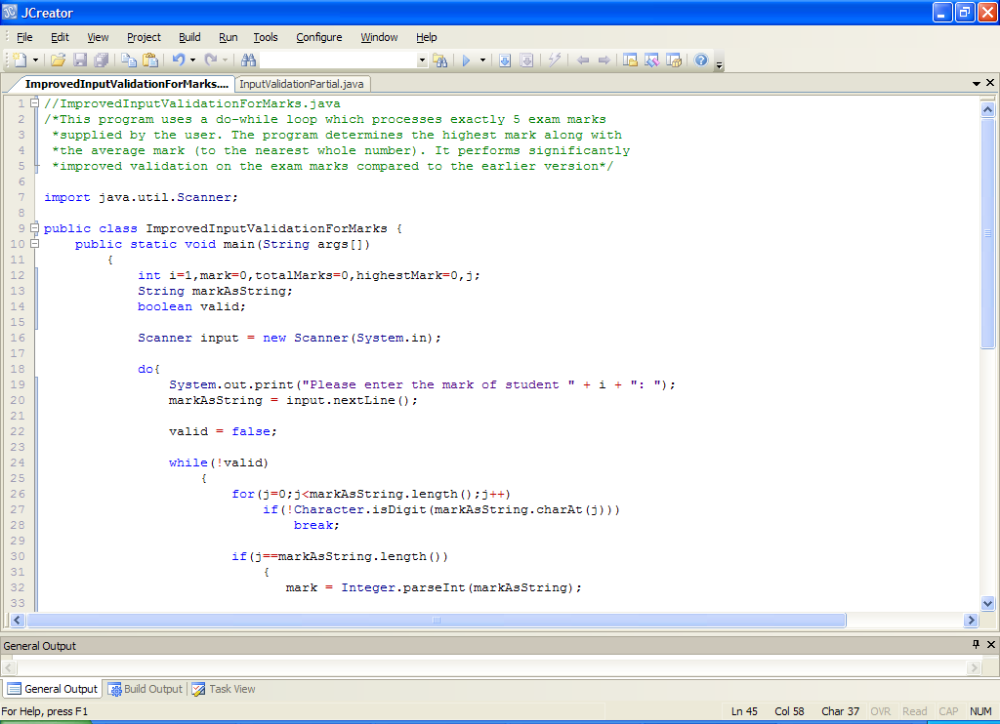 JCreator
File Edit View Project Build Run Tools Configure Window Help
ImprovedInputValidationForMarks.... InputValidationPartial.java
1 //ImprovedInputValidationForMarks.java
2 /*This program uses a do-while loop which processes exactly 5 exam marks
3 *supplied by the user. The program determines the highest mark along with
4 *the average mark (to the nearest whole number). It performs significantly
5 *improved validation on the exam marks compared to the earlier version*/
6
7 import java.util.Scanner;
8
9 public class ImprovedInputValidationForMarks {
10 public static void main(String args[])
11 {
12 int i=1,mark=0,totalMarks=0,highestMark=0,j;
13 String markAsString;
14 boolean valid;
15
16 Scanner input = new Scanner(System.in);
17
18 do{
19 System.out.print("Please enter the mark of student " + i + ": ");
20 markAsString = input.nextLine();
21
22 valid = false;
23
24 while(!valid)
25 {
26 for(j=0;j<markAsString.length();j++)
27 if(!Character.isDigit(markAsString.charAt(j)))
28 break;
29
30 if(j==markAsString.length())
31 {
32 mark = Integer.parseInt(markAsString);
33
General Output
General Output Build Output Task View
For Help, press F1 Ln 45 Col 58 Char 37 OVR Read CAP NUM